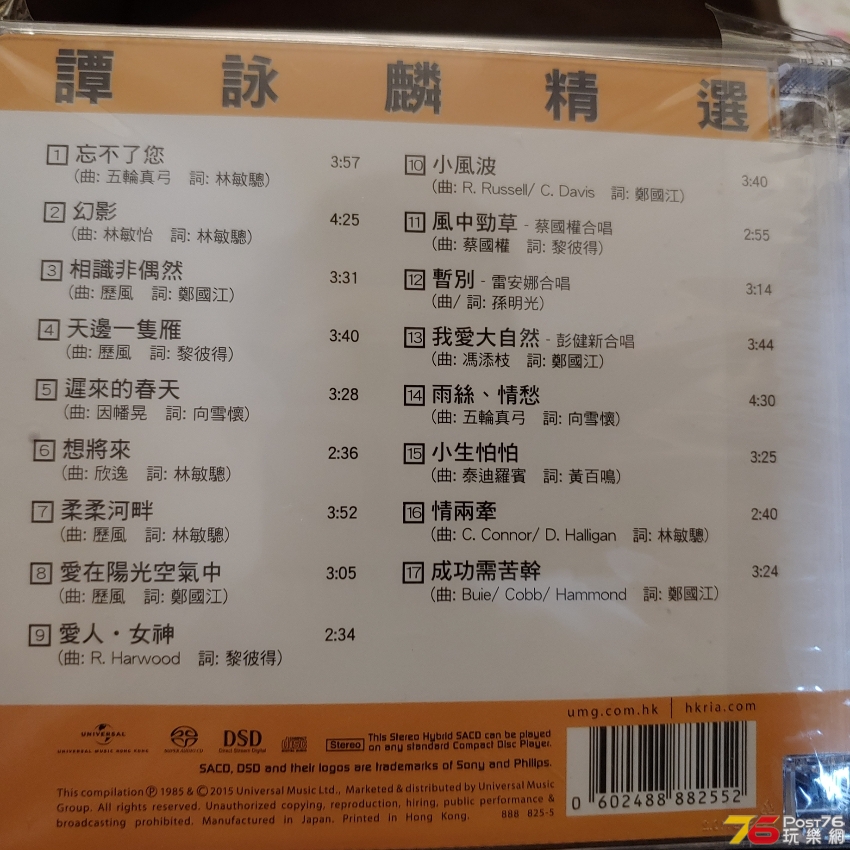 譚詠麟精選
1 忘不了您 3:57
(曲: 五輪真弓 詞: 林敏驄)
2 幻影 4:25
(曲: 林敏怡 詞: 林敏驄)
3 相識非偶然 3:31
(曲: 歷風 詞: 鄭國江)
4 天邊一隻雁 3:40
(曲: 歷風 詞: 黎彼得)
5 遲來的春天 3:28
(曲: 因幡晃 詞: 向雪懷)
6 想將來 2:36
(曲: 欣逸 詞: 林敏驄)
7 柔柔河畔 3:52
(曲: 歷風 詞: 林敏驄)
8 愛在陽光空氣中 3:05
(曲: 歷風 詞: 鄭國江)
9 愛人・女神 2:34
(曲: R. Harwood 詞: 黎彼得)
10 小風波 3:40
(曲: R. Russell/ C. Davis 詞: 鄭國江)
11 風中勁草 - 蔡國權合唱 2:55
(曲: 蔡國權 詞: 黎彼得)
12 暫別 - 雷安娜合唱 3:14
(曲/ 詞: 孫明光)
13 我愛大自然 - 彭健新合唱 3:44
(曲: 馮添枝 詞: 鄭國江)
14 雨絲、情愁 4:30
(曲: 五輪真弓 詞: 向雪懷)
15 小生怕怕 3:25
(曲: 泰迪羅賓 詞: 黃百鳴)
16 情兩牽 2:40
(曲: C. Connor/ D. Halligan 詞: 林敏驄)
17 成功需苦幹 3:24
(曲: Buie/ Cobb/ Hammond 詞: 鄭國江)
umg.com.hk | hkria.com
UNIVERSAL
UNIVERSAL MUSIC HONG KONG
SUPER AUDIO CD
DSD
Direct Stream Digital
Stereo
This Stereo Hybrid SACD can be played
on any standard Compact Disc Player.
SACD, DSD and their logos are trademarks of Sony and Philips.
This compilation Ⓟ 1985 & © 2015 Universal Music Ltd., Marketed & distributed by Universal Music
Group. All rights reserved. Unauthorized copying, reproduction, hiring, public performance &
broadcasting prohibited. Manufactured in Japan. Printed in Hong Kong. 888 825-5
0 602488 882552
76 POST76
玩樂網